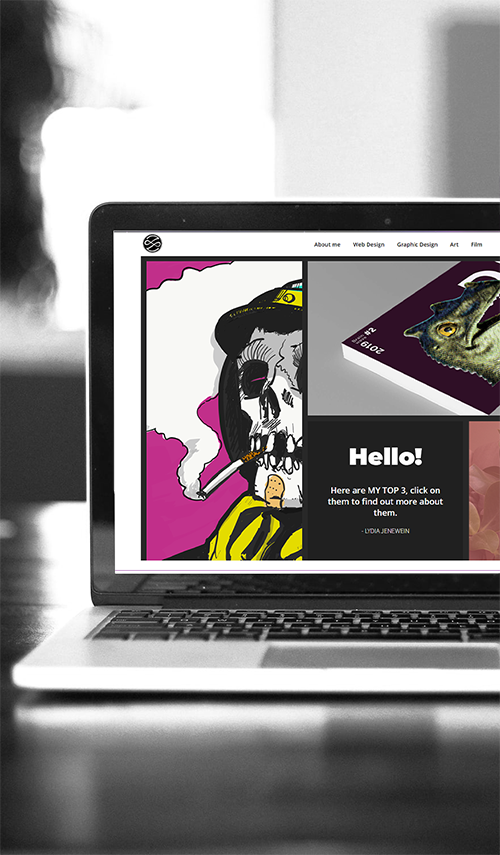 About me Web Design Graphic Design Art Film
#2
2019
Hello!
Here are MY TOP 3, click on
them to find out more about
them.
- LYDIA JENEWEIN